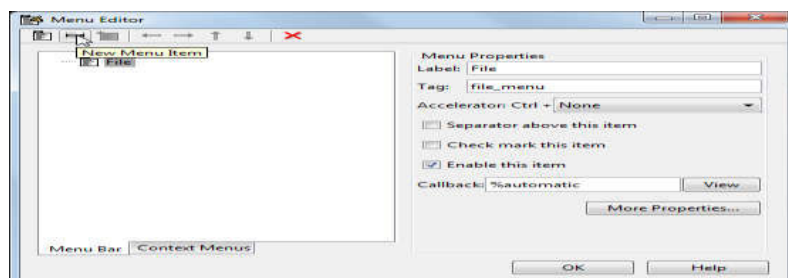 Menu Editor
New Menu Item
File
Menu Bar
Context Menus
Menu Properties
Label: File
Tag: file_menu
Accelerator: Ctrl + None
Separator above this item
Check mark this item
Enable this item
Callback: %automatic
View
More Properties...
OK
Help